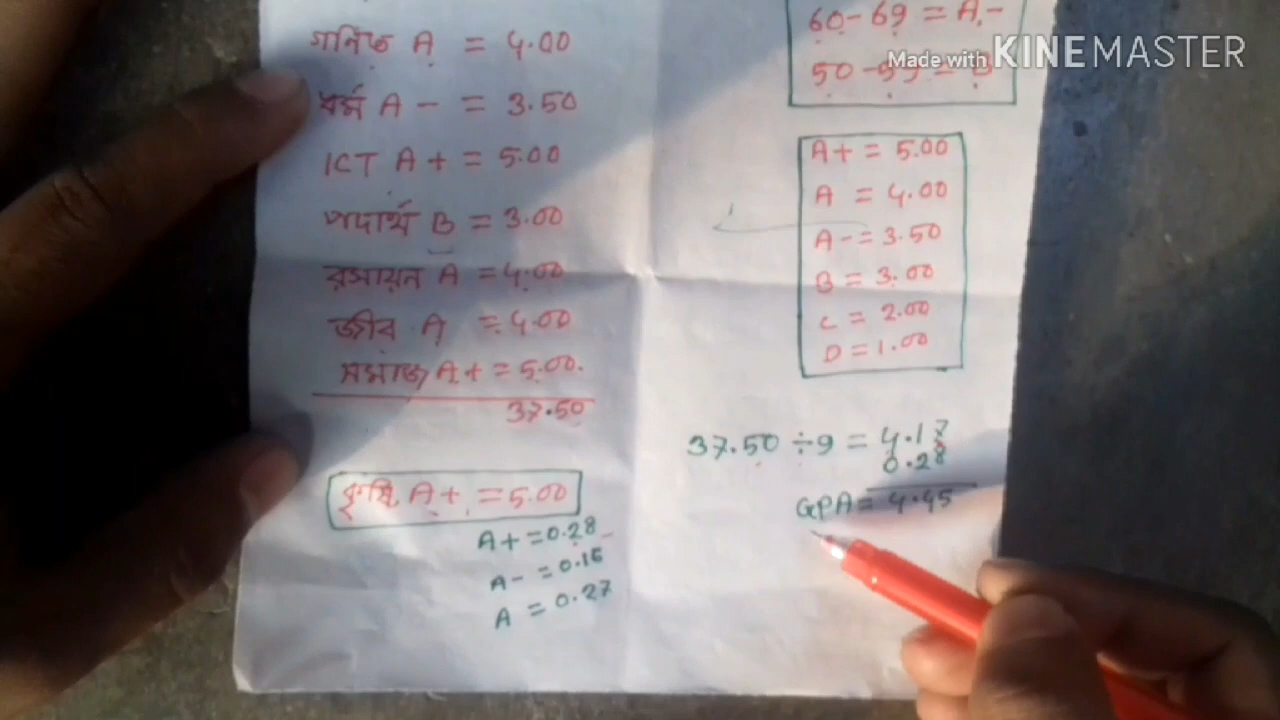 গনিত A = 4.00
ধর্ম A - = 3.50
ICT A + = 5.00
পদার্থ B = 3.00
রসায়ন A = 4.00
জীব A = 4.00
সমাজ A + = 5.00.
37.50
কৃষি A + = 5.00
A+ = 0.28
A- = 0.16
A = 0.27
60 - 69 = A -
50 - 59 = B
Made with KINEMASTER
A+ = 5.00
A = 4.00
A- = 3.50
B = 3.00
C = 2.00
D = 1.00
37.50 ÷ 9 = 4.17
0.28
GPA = 4.45